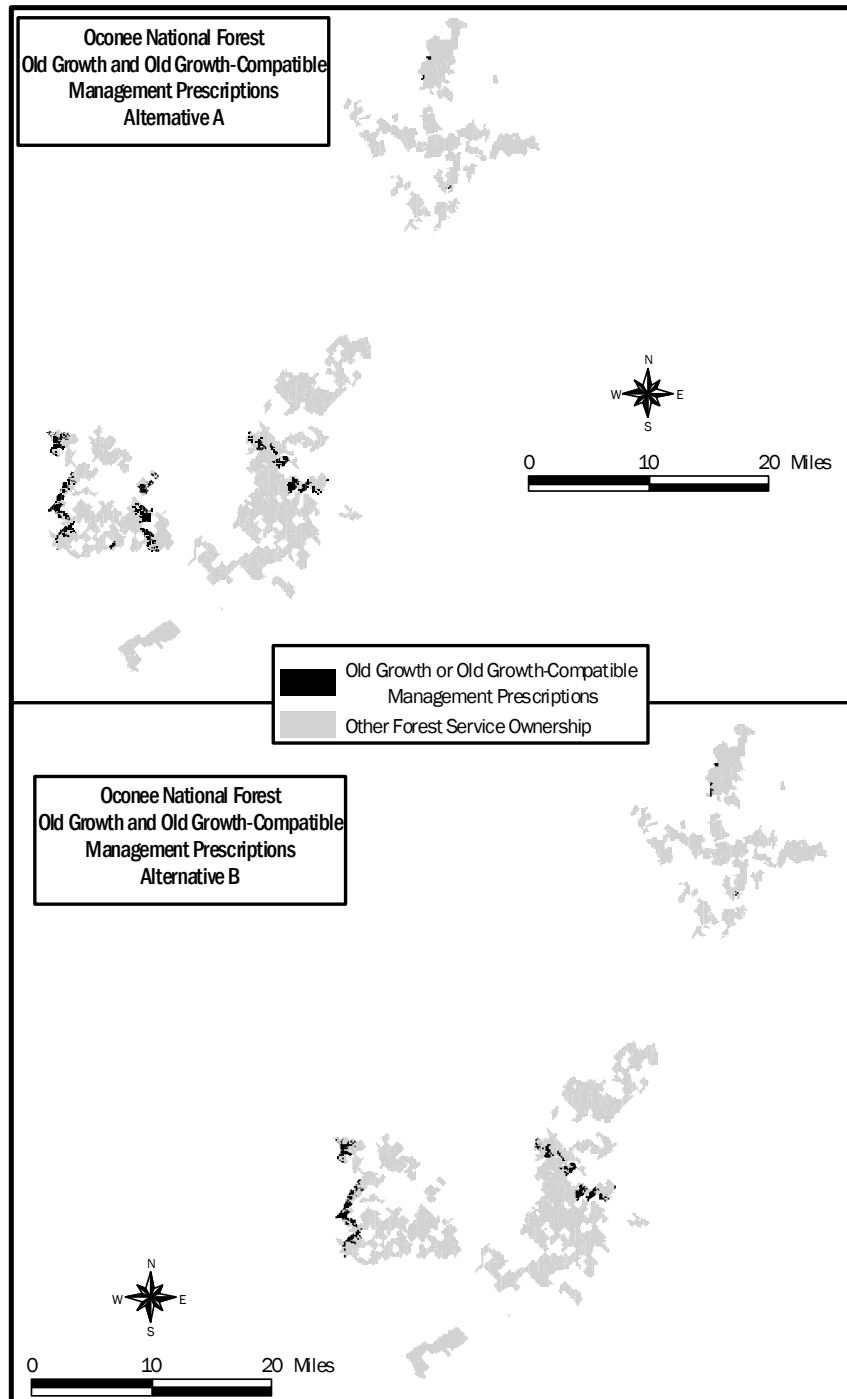 Oconee National Forest
Old Growth and Old Growth-Compatible
Management Prescriptions
Alternative A
N
W E
S
0 10 20 Miles
Old Growth or Old Growth-Compatible
Management Prescriptions
Other Forest Service Ownership
Oconee National Forest
Old Growth and Old Growth-Compatible
Management Prescriptions
Alternative B
N
W E
S
0 10 20 Miles